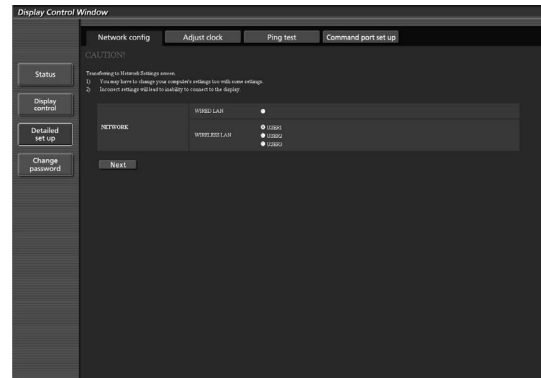 Display Control Window
Network config Adjust clock Ping test Command port set up
CAUTION!
Transferring to Network Settings screen.
1) You may have to change your computer's settings too with some settings.
2) Incorrect settings will lead to inability to connect to the display.
Status
Display
control
Detailed
set up
Change
password
NETWORK
WIRED LAN
WIRELESS LAN
USER1
USER2
USER3
Next